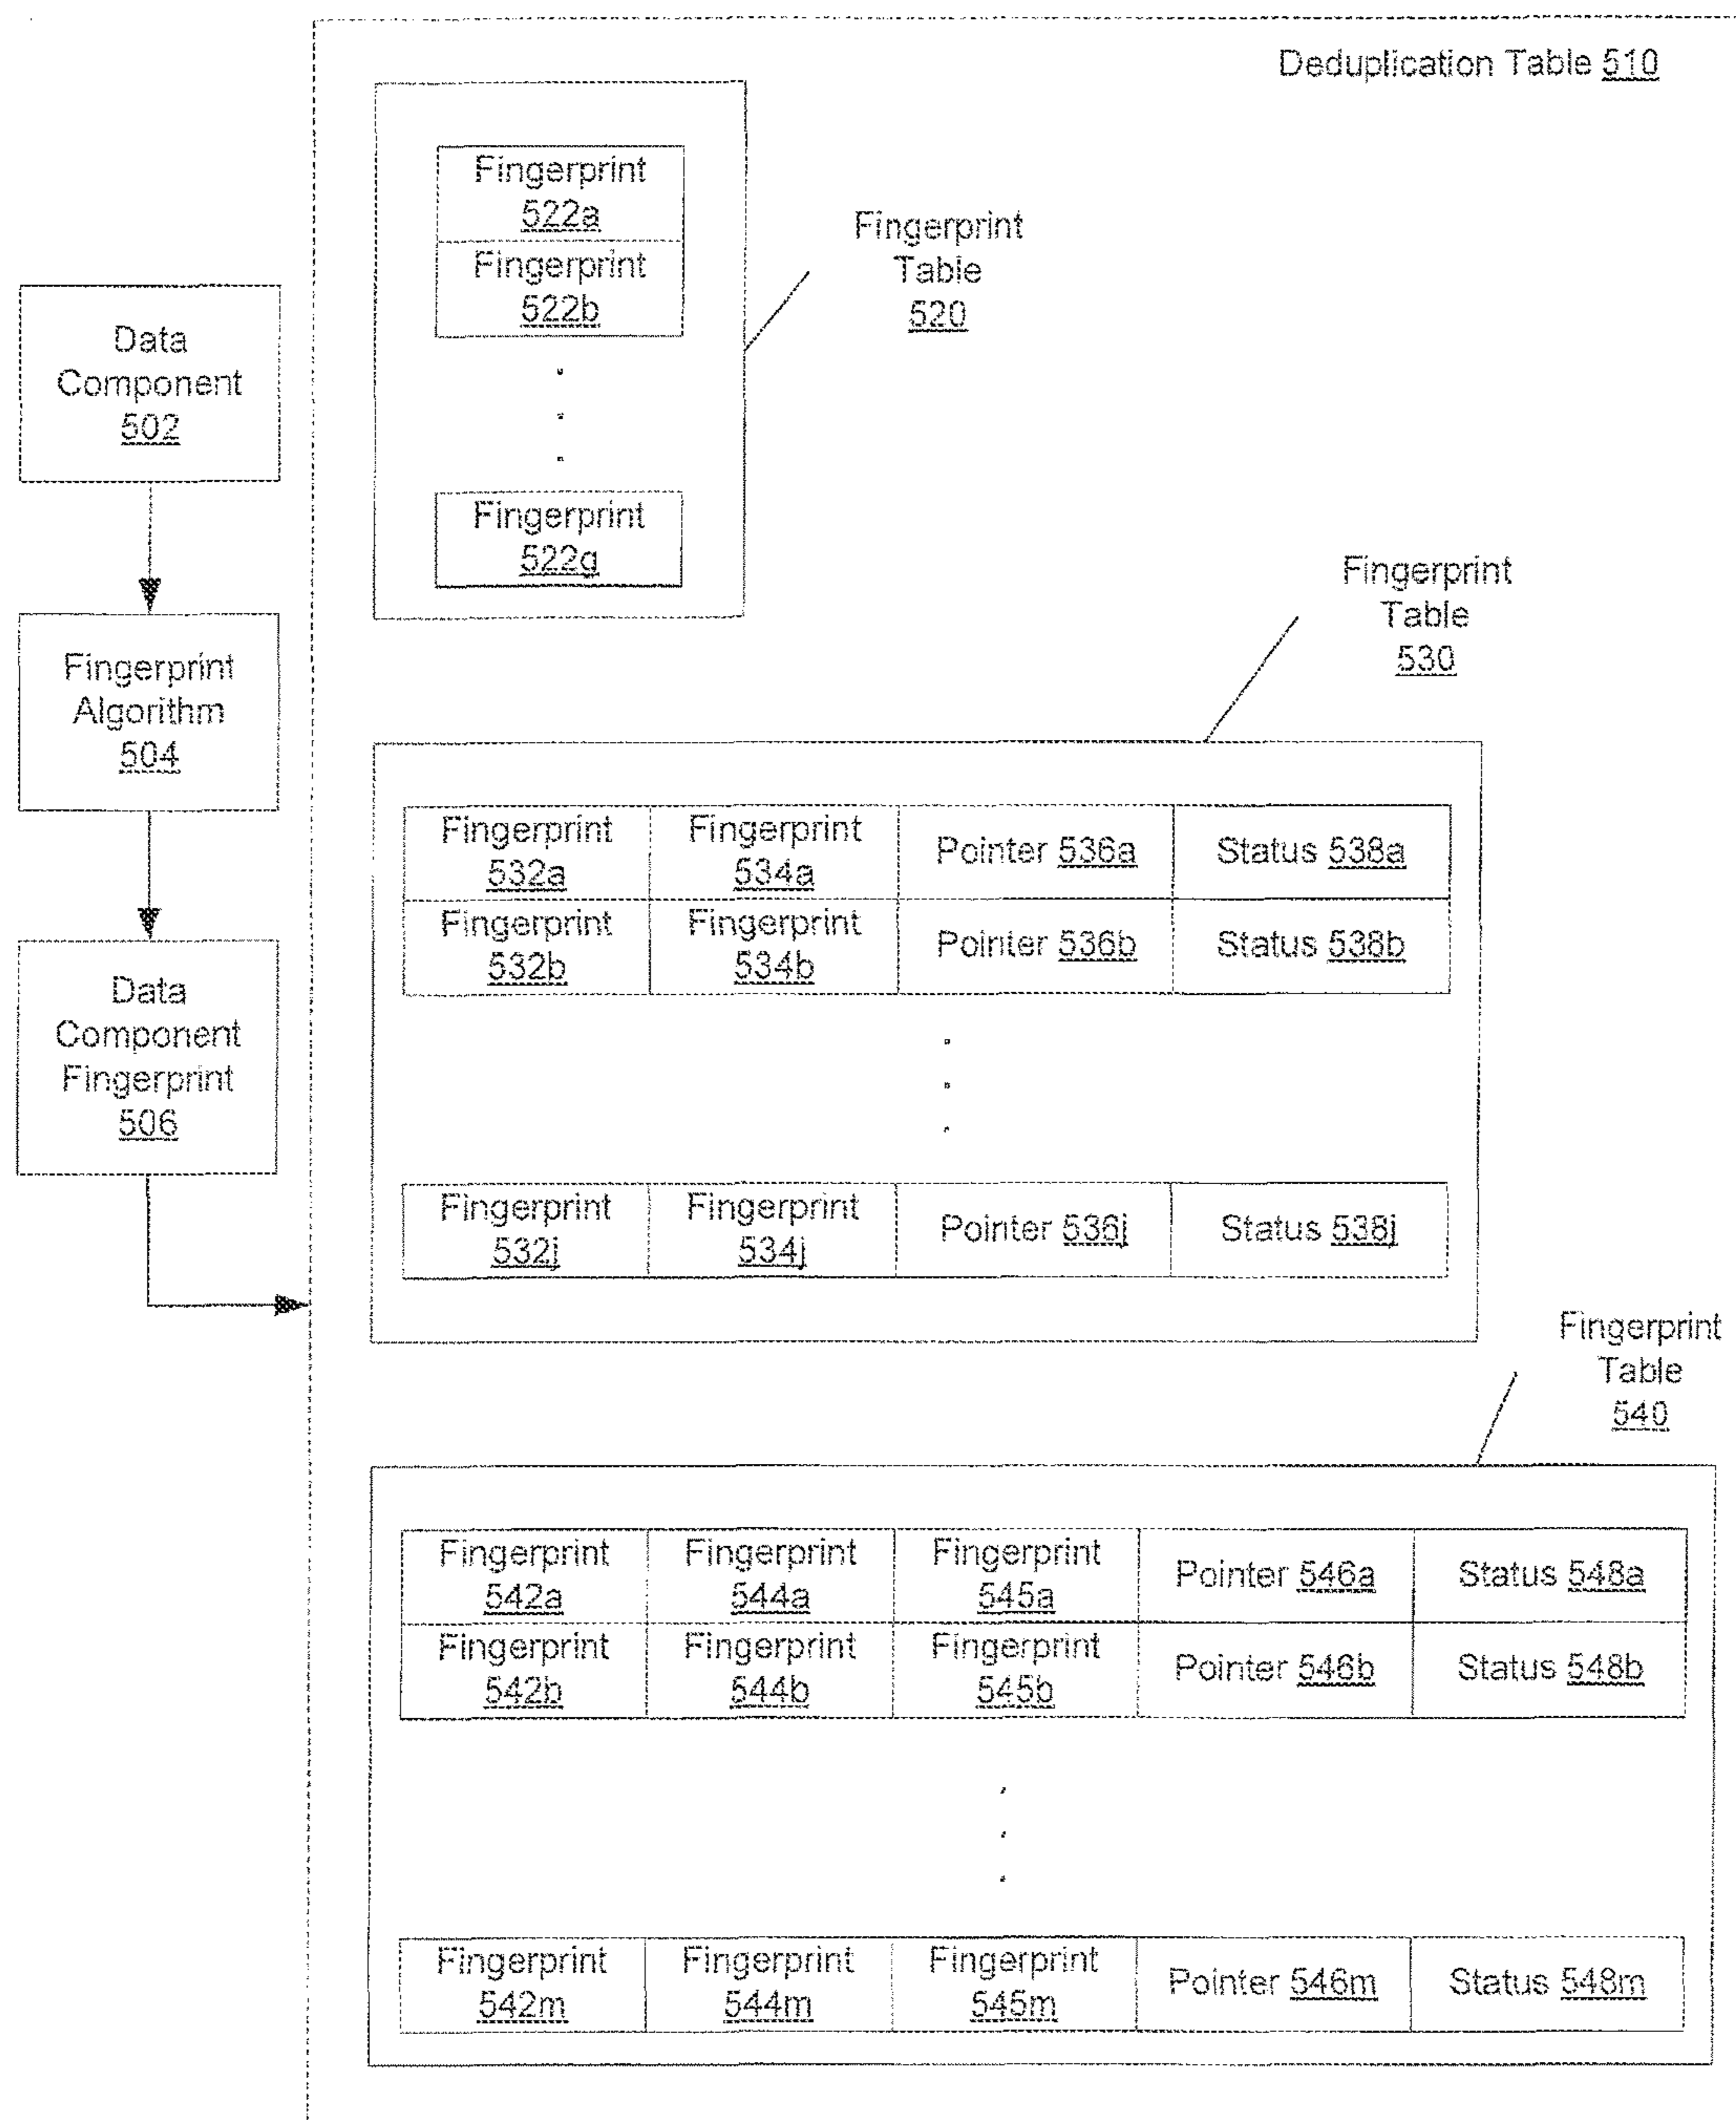 Deduplication Table 510
Fingerprint
522a
Fingerprint
522b
Fingerprint
522g
Fingerprint
Table
520
Data
Component
502
Fingerprint
Algorithm
504
Data
Component
Fingerprint
506
Fingerprint
Table
530
Fingerprint
532a
Fingerprint
534a
Pointer 536a
Status 538a
Fingerprint
532b
Fingerprint
534b
Pointer 536b
Status 538b
Fingerprint
532j
Fingerprint
534j
Pointer 536j
Status 538j
Fingerprint
Table
540
Fingerprint
542a
Fingerprint
544a
Fingerprint
545a
Pointer 546a
Status 548a
Fingerprint
542b
Fingerprint
544b
Fingerprint
545b
Pointer 546b
Status 548b
Fingerprint
542m
Fingerprint
544m
Fingerprint
545m
Pointer 546m
Status 548m